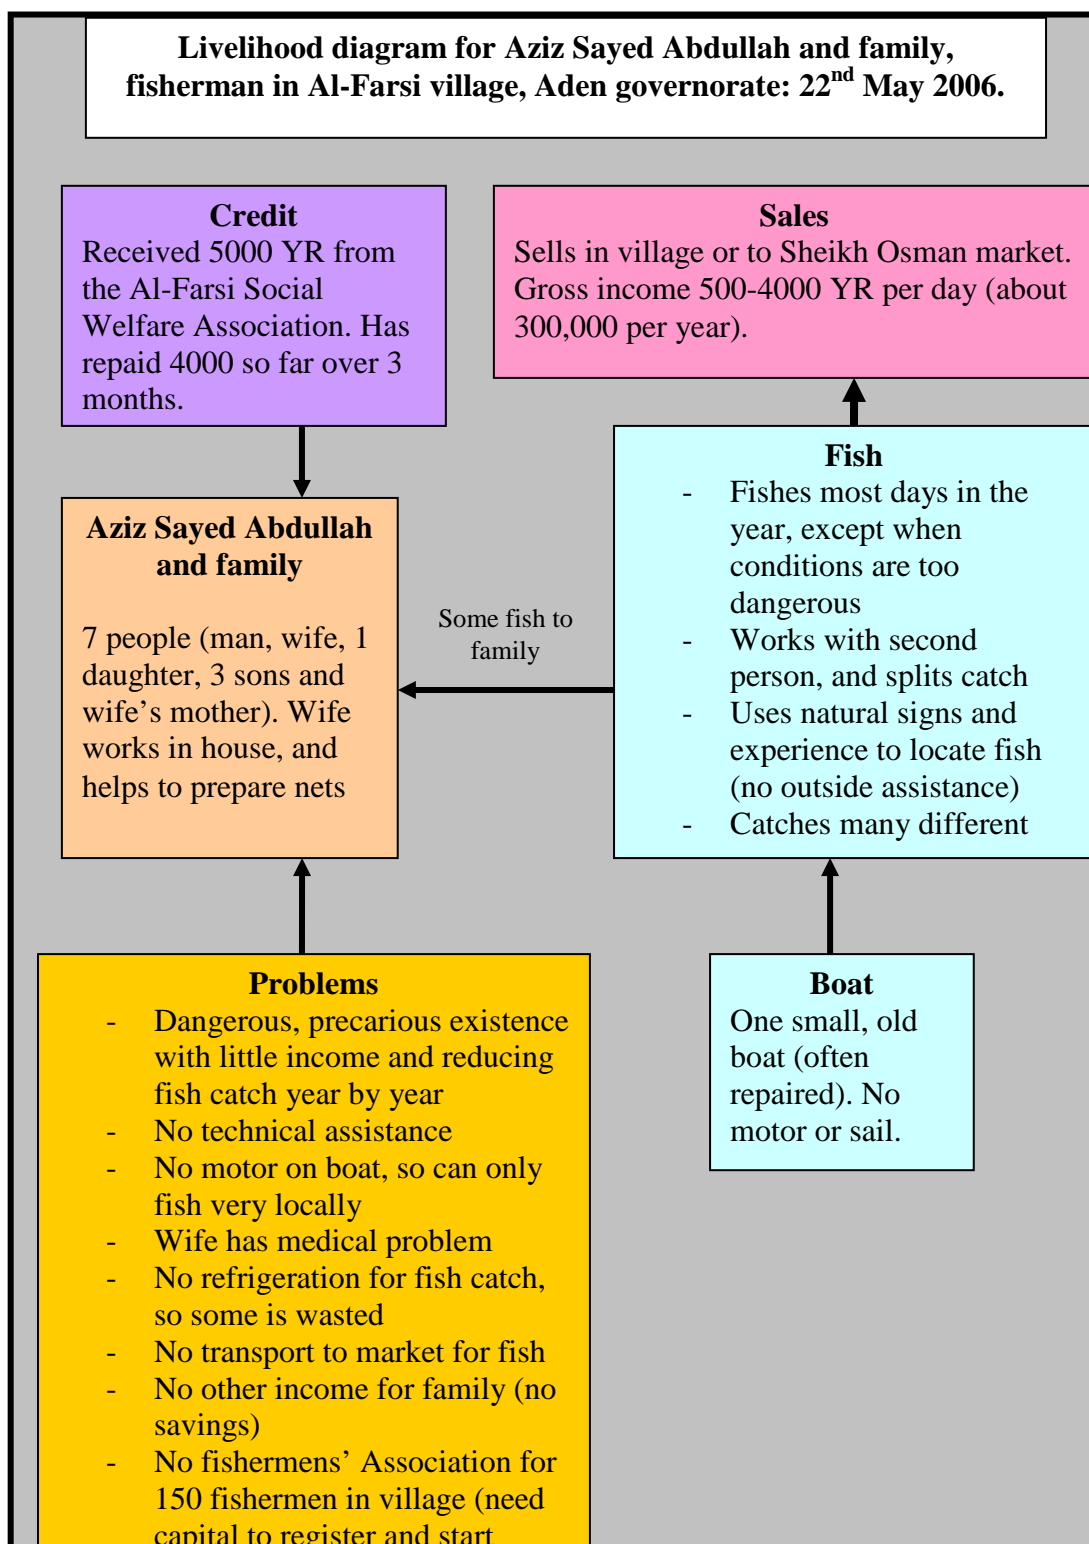 Livelihood diagram for Aziz Sayed Abdullah and family,
fisherman in Al-Farsi village, Aden governorate: 22nd May 2006.
Credit
Received 5000 YR from
the Al-Farsi Social
Welfare Association. Has
repaid 4000 so far over 3
months.
Sales
Sells in village or to Sheikh Osman market.
Gross income 500-4000 YR per day (about
300,000 per year).
Aziz Sayed Abdullah
and family
7 people (man, wife, 1
daughter, 3 sons and
wife’s mother). Wife
works in house, and
helps to prepare nets
Some fish to
family
Fish
- Fishes most days in the
year, except when
conditions are too
dangerous
- Works with second
person, and splits catch
- Uses natural signs and
experience to locate fish
(no outside assistance)
- Catches many different
Problems
- Dangerous, precarious existence
with little income and reducing
fish catch year by year
- No technical assistance
- No motor on boat, so can only
fish very locally
- Wife has medical problem
- No refrigeration for fish catch,
so some is wasted
- No transport to market for fish
- No other income for family (no
savings)
- No fishermens’ Association for
150 fishermen in village (need
capital to register and start
Boat
One small, old
boat (often
repaired). No
motor or sail.